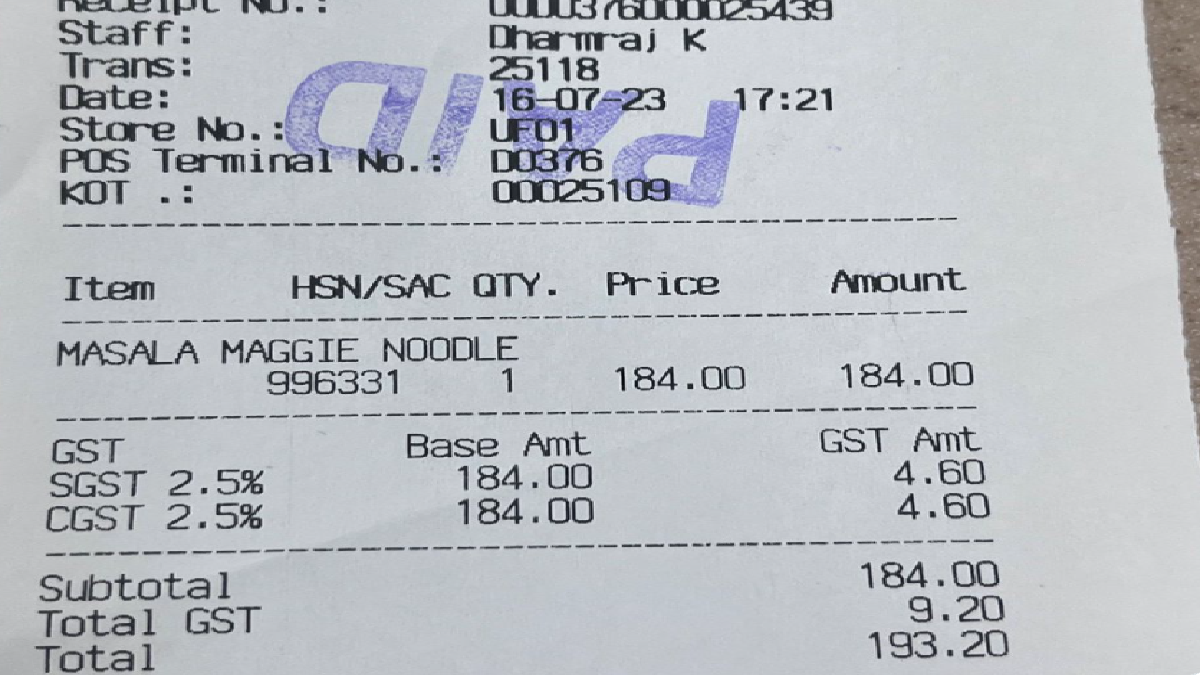 Receipt No.: 0000376000025439
Staff: Dharmraj K
Trans: 25118
Date: 16-07-23 17:21
Store No.: UF01
POS Terminal No.: D0376
KOT .: 00025109
PAID
Item HSN/SAC QTY. Price Amount
MASALA MAGGIE NOODLE
996331 1 184.00 184.00
GST Base Amt GST Amt
SGST 2.5% 184.00 4.60
CGST 2.5% 184.00 4.60
Subtotal 184.00
Total GST 9.20
Total 193.20